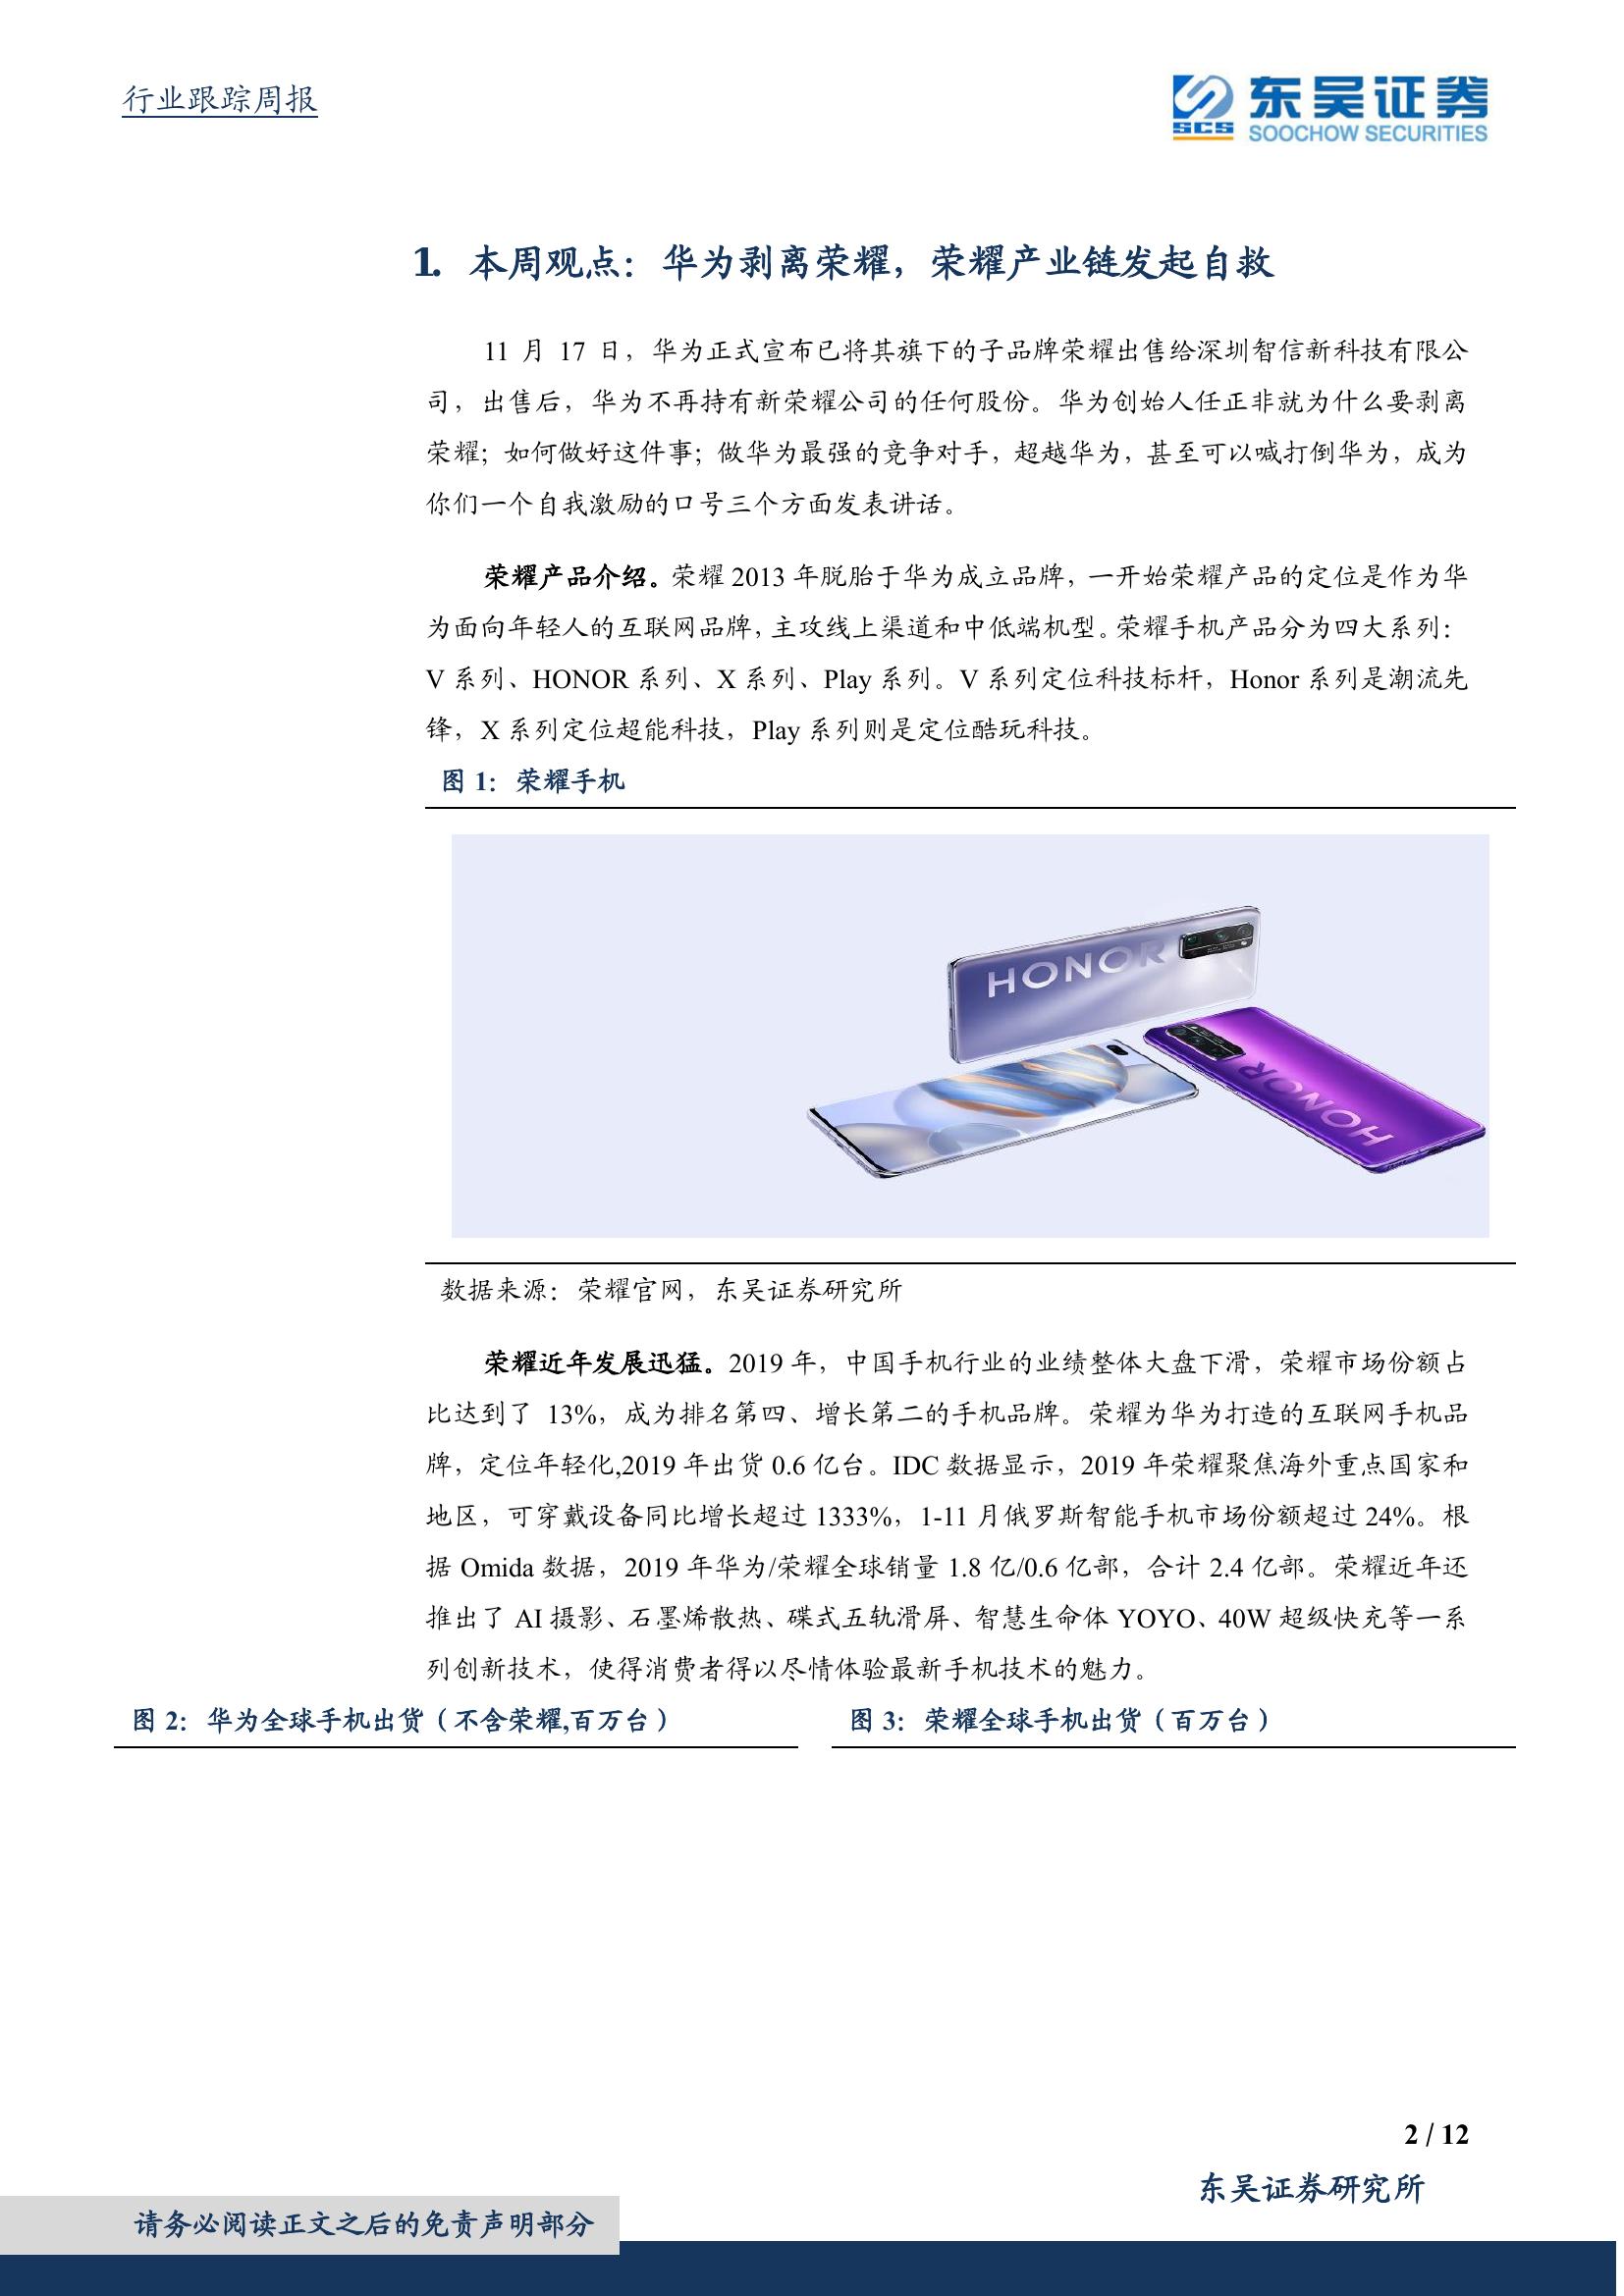 行业跟踪周报
SCS 东吴证券
SOOCHOW SECURITIES
1. 本周观点：华为剥离荣耀，荣耀产业链发起自救
11 月 17 日，华为正式宣布已将其旗下的子品牌荣耀出售给深圳智信新科技有限公
司，出售后，华为不再持有新荣耀公司的任何股份。华为创始人任正非就为什么要剥离
荣耀；如何做好这件事；做华为最强的竞争对手，超越华为，甚至可以喊打倒华为，成为
你们一个自我激励的口号三个方面发表讲话。
荣耀产品介绍。荣耀 2013 年脱胎于华为成立品牌，一开始荣耀产品的定位是作为华
为面向年轻人的互联网品牌，主攻线上渠道和中低端机型。荣耀手机产品分为四大系列：
V 系列、HONOR 系列、X 系列、Play 系列。V 系列定位科技标杆，Honor 系列是潮流先
锋，X 系列定位超能科技，Play 系列则是定位酷玩科技。
图 1：荣耀手机
HONOR
HONOR
数据来源：荣耀官网，东吴证券研究所
荣耀近年发展迅猛。2019 年，中国手机行业的业绩整体大盘下滑，荣耀市场份额占
比达到了 13%，成为排名第四、增长第二的手机品牌。荣耀为华为打造的互联网手机品
牌，定位年轻化,2019 年出货 0.6 亿台。IDC 数据显示，2019 年荣耀聚焦海外重点国家和
地区，可穿戴设备同比增长超过 1333%，1-11 月俄罗斯智能手机市场份额超过 24%。根
据 Omida 数据，2019 年华为/荣耀全球销量 1.8 亿/0.6 亿部，合计 2.4 亿部。荣耀近年还
推出了 AI 摄影、石墨烯散热、碟式五轨滑屏、智慧生命体 YOYO、40W 超级快充等一系
列创新技术，使得消费者得以尽情体验最新手机技术的魅力。
图 2：华为全球手机出货（不含荣耀,百万台）
图 3：荣耀全球手机出货（百万台）
2 / 12
东吴证券研究所
请务必阅读正文之后的免责声明部分